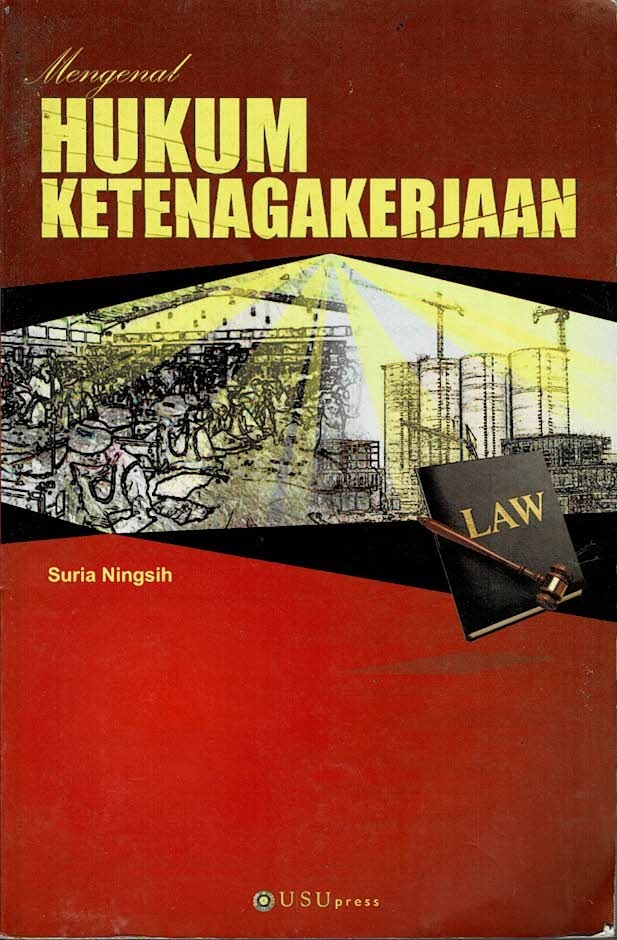 Mengenal
HUKUM
KETENAGAKERJAAN
LAW
Suria Ningsih
USUpress